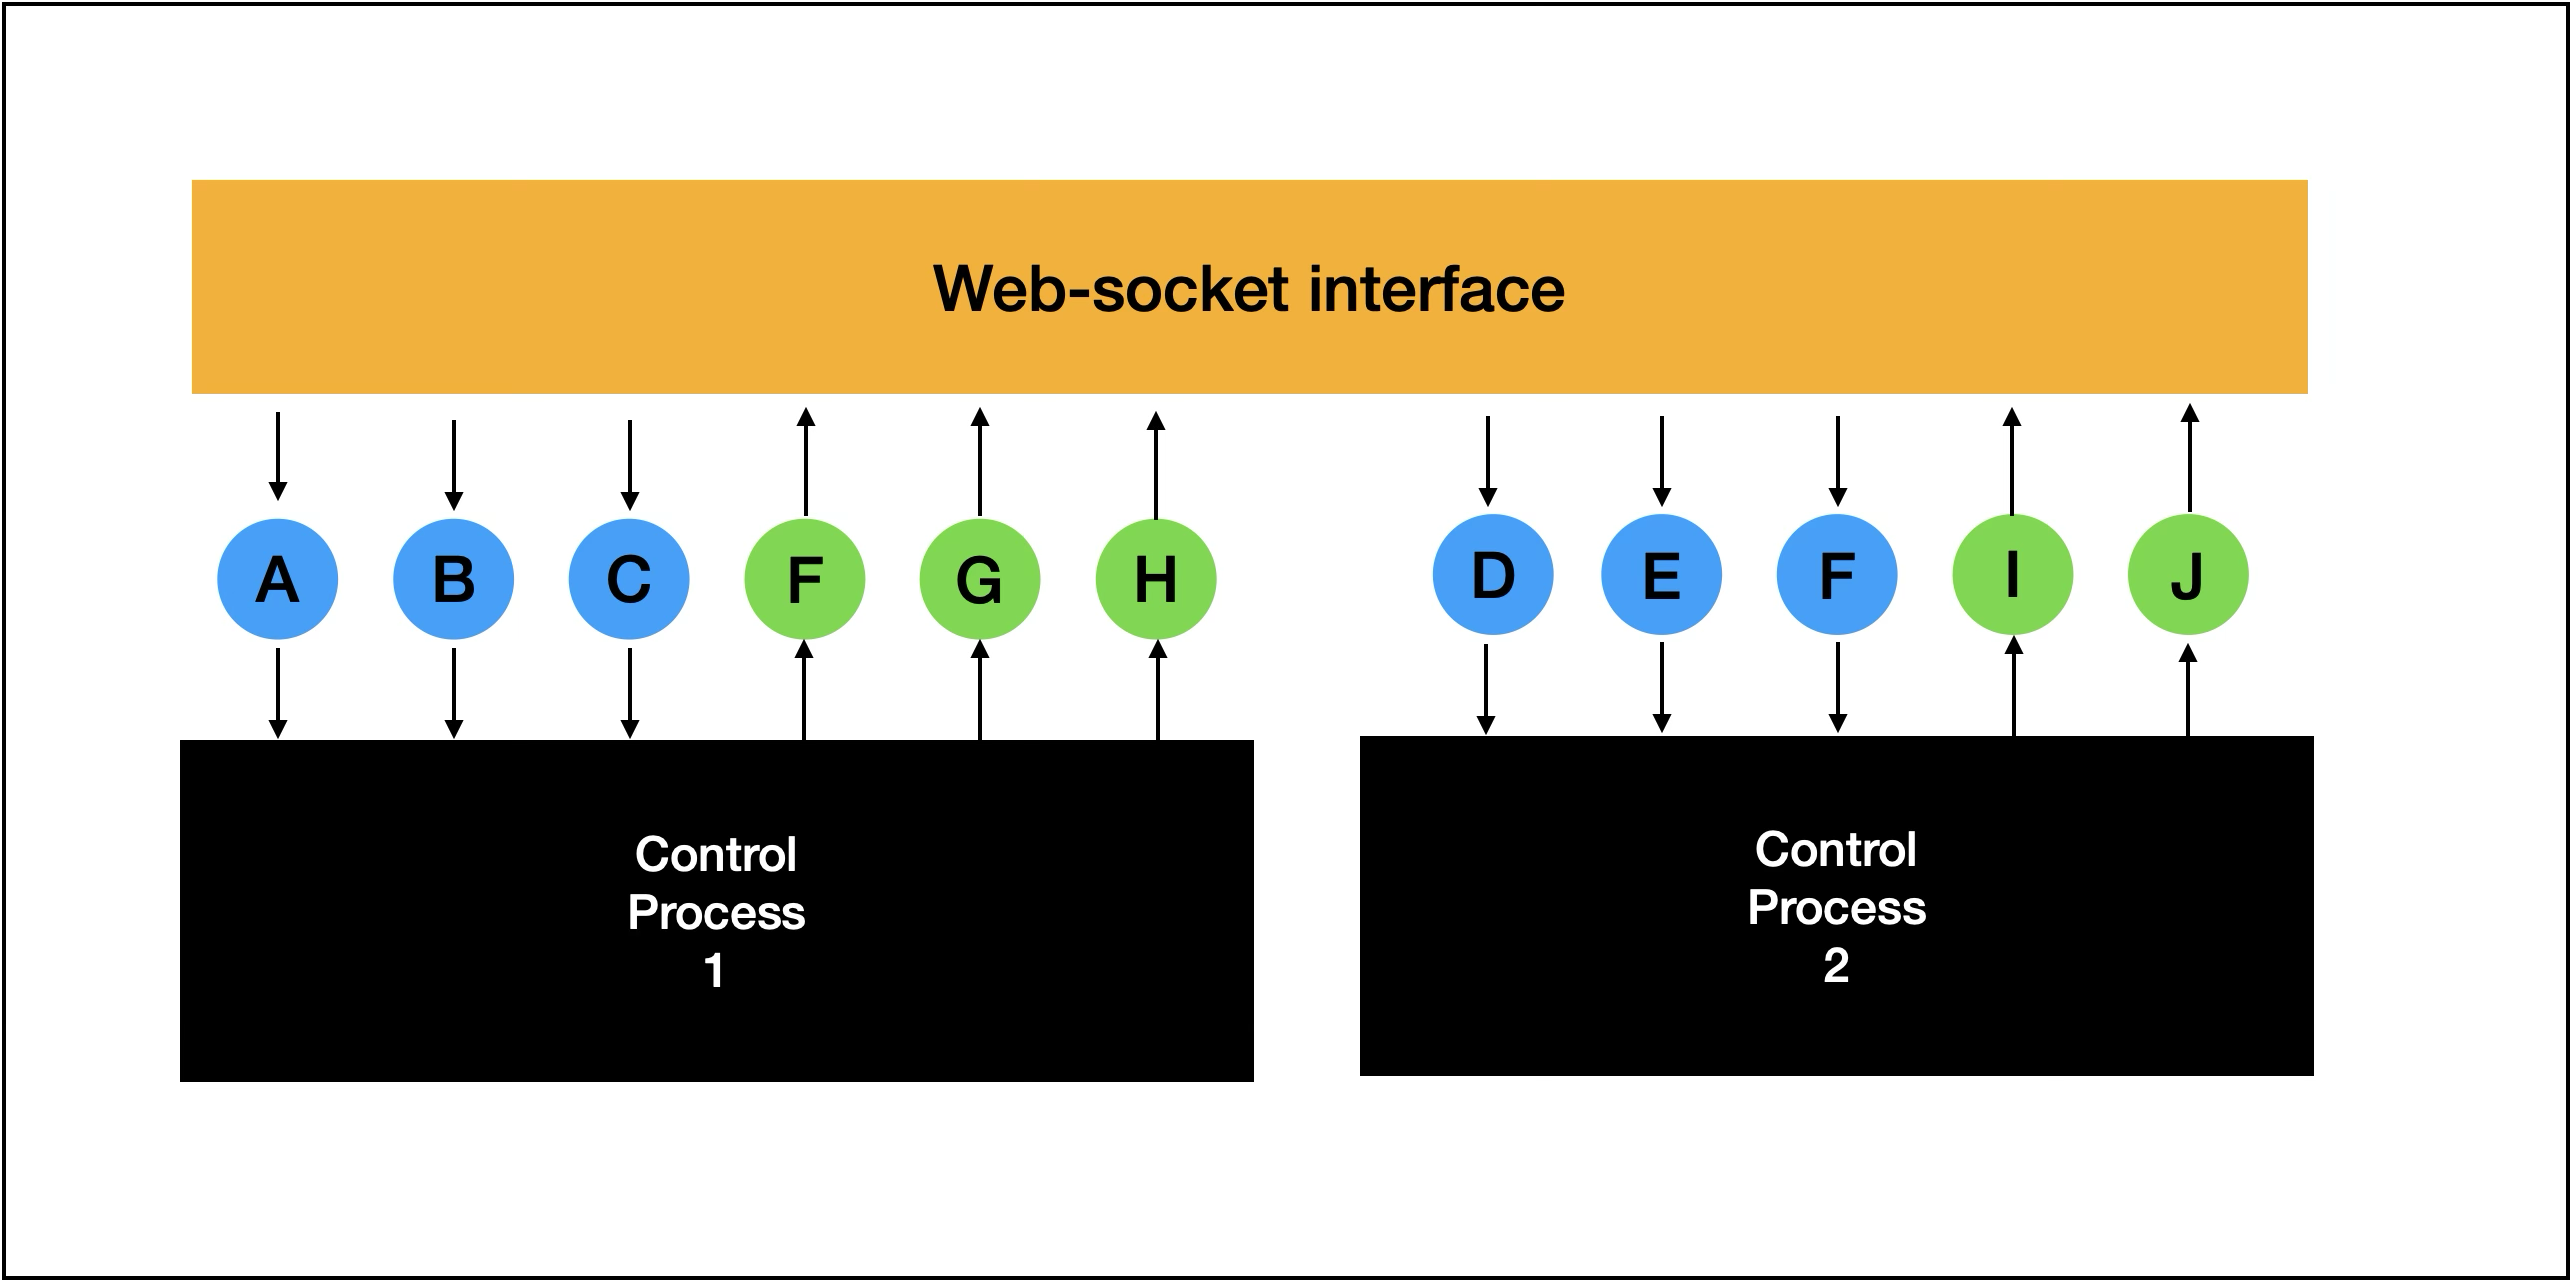 Web-socket interface
A B C F G H D E F I J
Control
Process
1
Control
Process
2